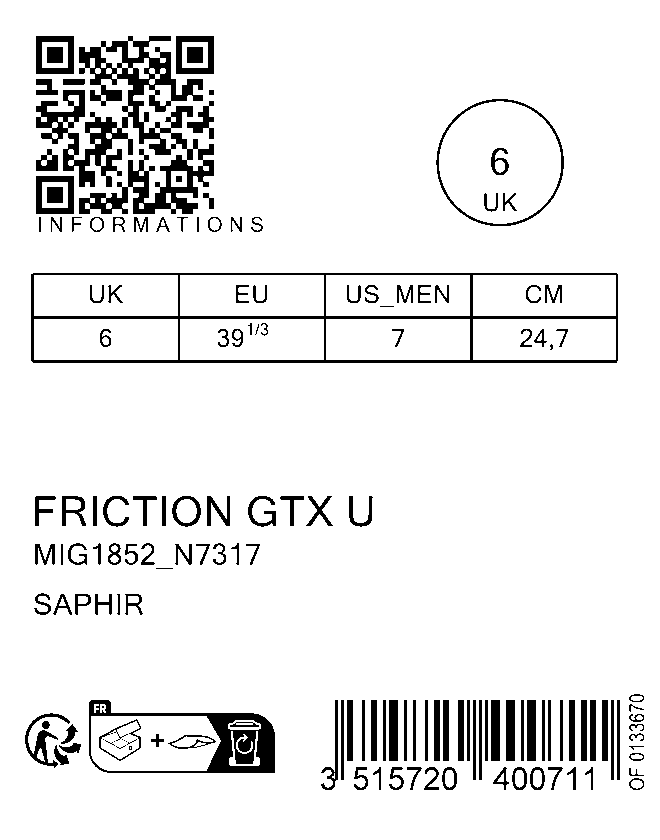 INFORMATIONS
6
UK
UK EU US_MEN CM
6 39 1/3 7 24,7
FRICTION GTX U
MIG1852_N7317
SAPHIR
FR
+
3 515720 400711
OF 0133670